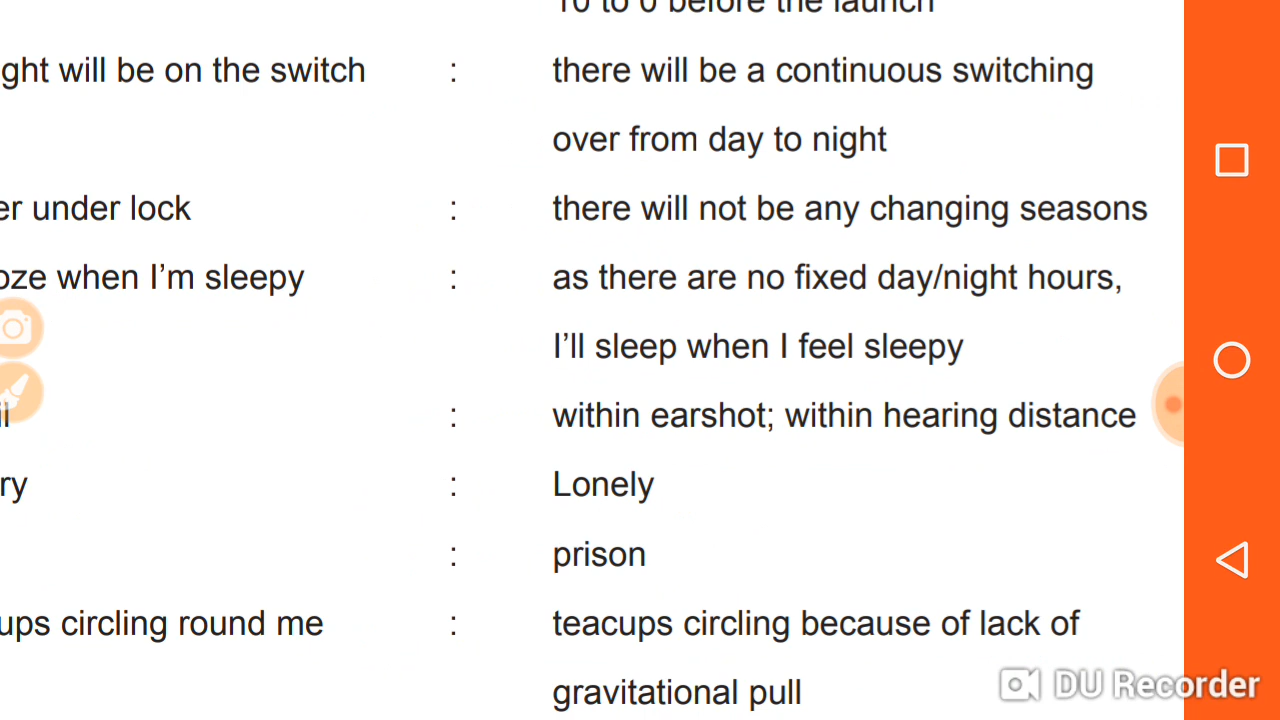 10 to 0 before the launch
ght will be on the switch : there will be a continuous switching
over from day to night
er under lock : there will not be any changing seasons
oze when I'm sleepy : as there are no fixed day/night hours,
I'll sleep when I feel sleepy
il : within earshot; within hearing distance
ry : Lonely
: prison
ups circling round me : teacups circling because of lack of
gravitational pull
DU Recorder